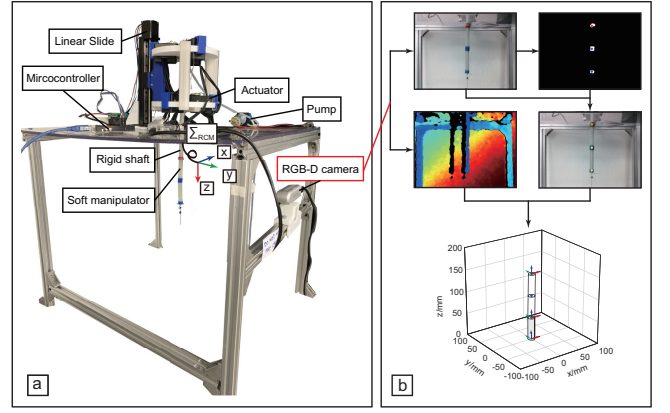 Linear Slide
Mircocontroller
Actuator
Pump
ΣRCM
Rigid shaft
x
y
z
Soft manipulator
RGB-D camera
a
200
150
100
50
0
z/mm
100
50
0
-50
-100
y/mm
-100
-50
0
50
100
x/mm
b